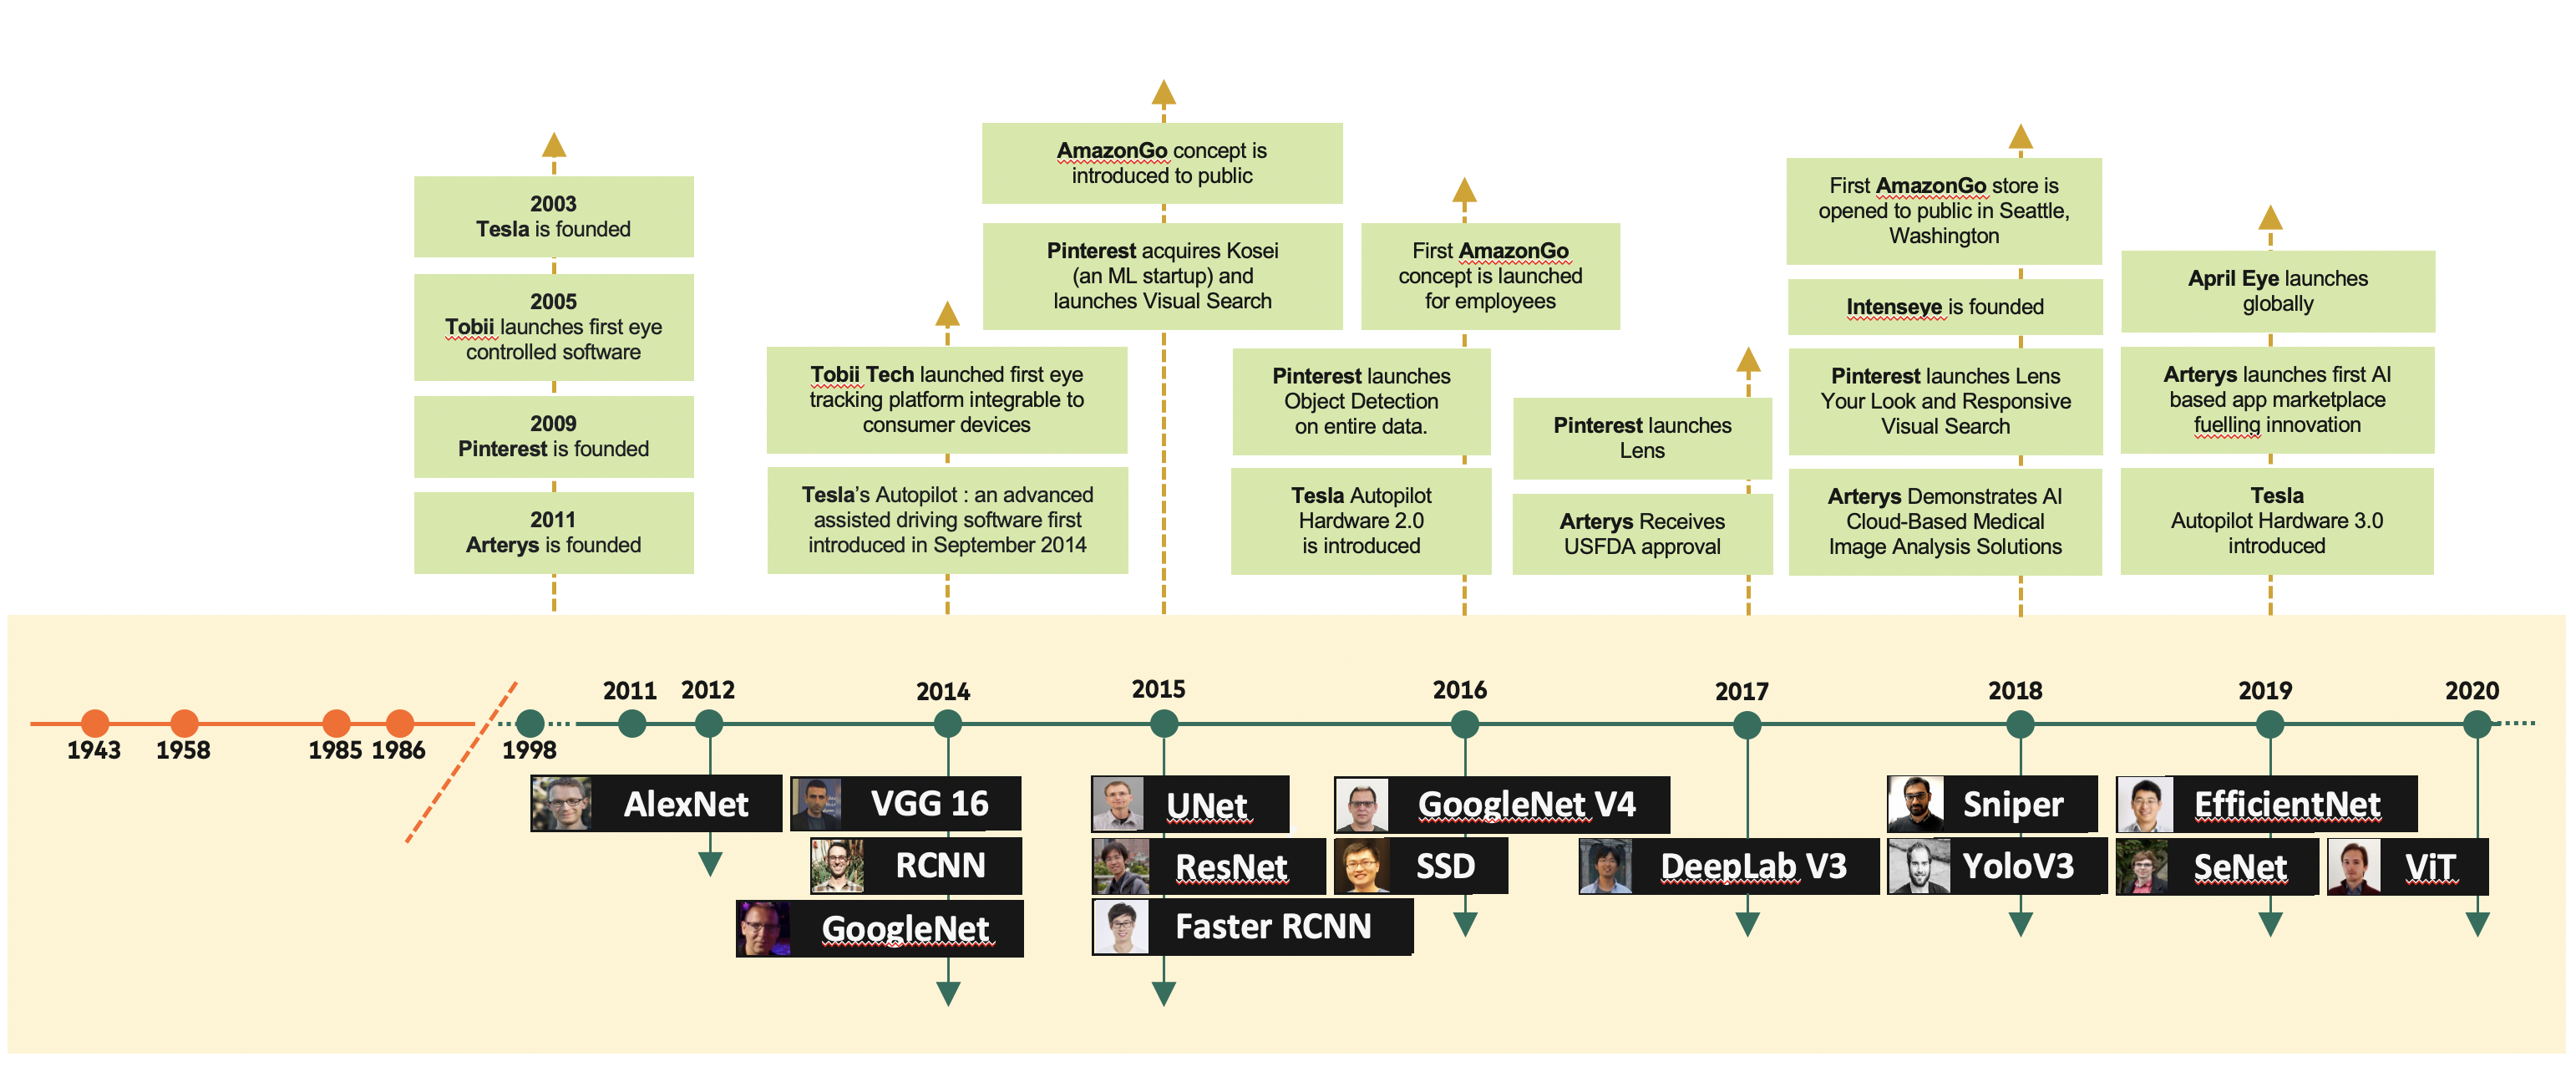 2003
Tesla is founded
2005
Tobii launches first eye
controlled software
2009
Pinterest is founded
2011
Arterys is founded
Tobii Tech launched first eye
tracking platform integrable to
consumer devices
Tesla’s Autopilot : an advanced
assisted driving software first
introduced in September 2014
AmazonGo concept is
introduced to public
Pinterest acquires Kosei
(an ML startup) and
launches Visual Search
First AmazonGo
concept is launched
for employees
Pinterest launches
Object Detection
on entire data.
Tesla Autopilot
Hardware 2.0
is introduced
Pinterest launches
Lens
Arterys Receives
USFDA approval
First AmazonGo store is
opened to public in Seattle,
Washington
Intenseye is founded
Pinterest launches Lens
Your Look and Responsive
Visual Search
Arterys Demonstrates AI
Cloud-Based Medical
Image Analysis Solutions
April Eye launches
globally
Arterys launches first AI
based app marketplace
fuelling innovation
Tesla
Autopilot Hardware 3.0
introduced
1943
1958
1985
1986
1998
2011
2012
2014
2015
2016
2017
2018
2019
2020
AlexNet
VGG 16
RCNN
GoogleNet
UNet
ResNet
Faster RCNN
GoogleNet V4
SSD
DeepLab V3
Sniper
YoloV3
EfficientNet
SeNet
ViT